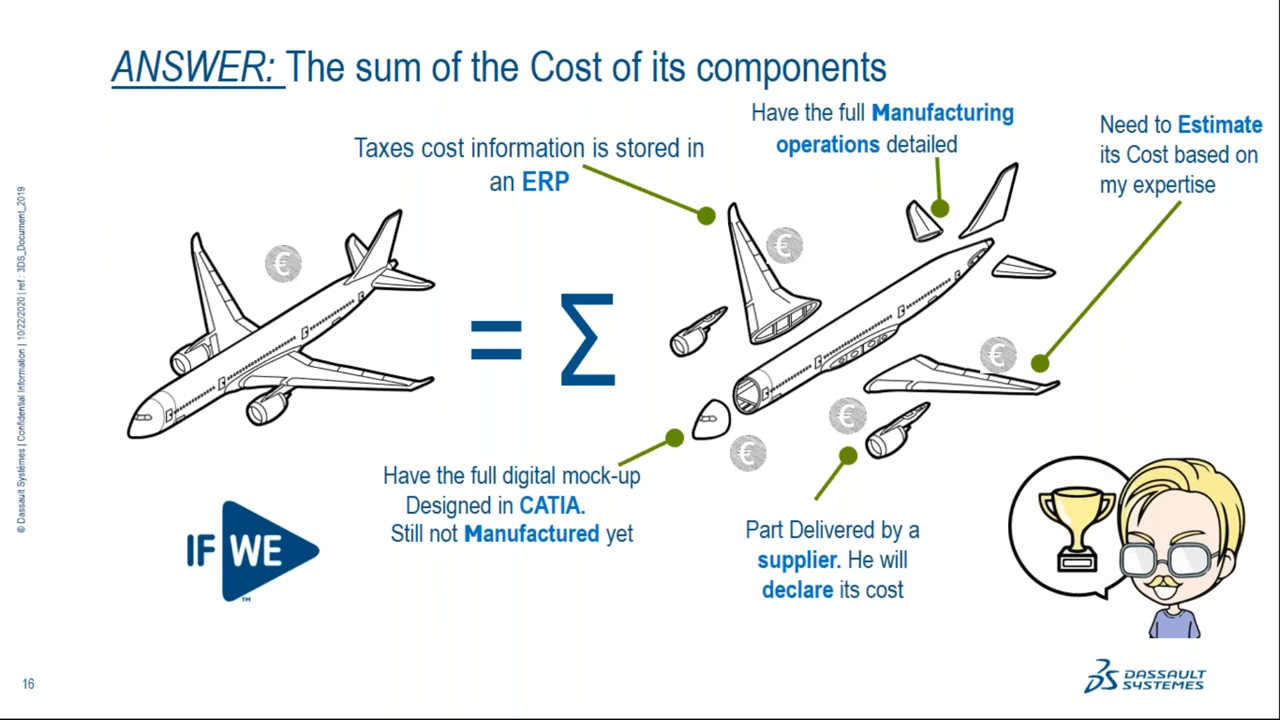 ANSWER: The sum of the Cost of its components
Have the full Manufacturing
operations detailed
Need to Estimate
its Cost based on
my expertise
Taxes cost information is stored in
an ERP
€
€
= Σ
€
€
€
Have the full digital mock-up
Designed in CATIA.
Still not Manufactured yet
Part Delivered by a
supplier. He will
declare its cost
IF WE
TM
© Dassault Systèmes | Confidential Information | 10/22/2020 | ref.: 3DS_Document_2019
16
3DS DASSAULT
SYSTEMES